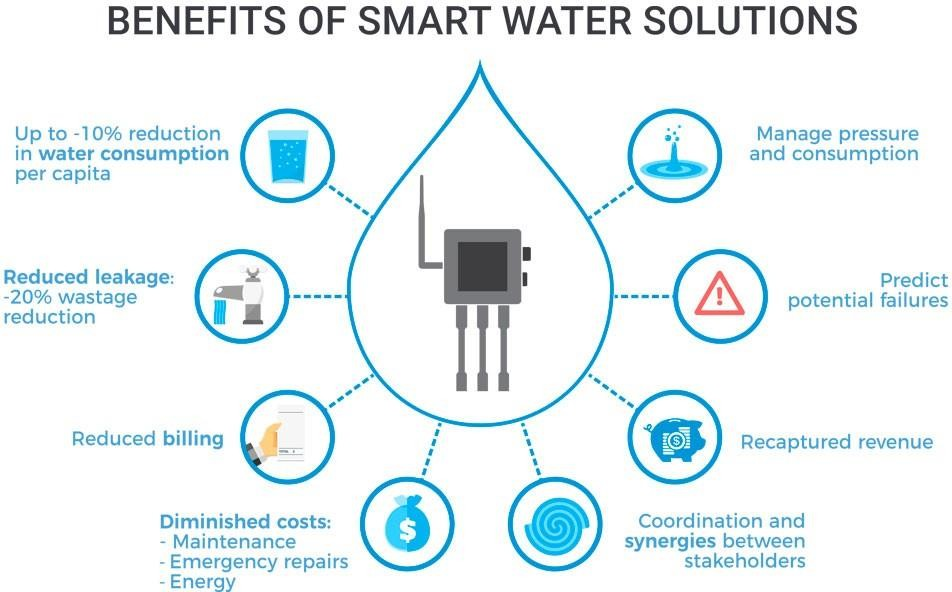 BENEFITS OF SMART WATER SOLUTIONS
Up to -10% reduction
in water consumption
per capita
Manage pressure
and consumption
Reduced leakage:
-20% wastage
reduction
Predict
potential failures
Reduced billing
TOTAL $
Recaptured revenue
$
Diminished costs:
- Maintenance
- Emergency repairs
- Energy
$
Coordination and
synergies between
stakeholders